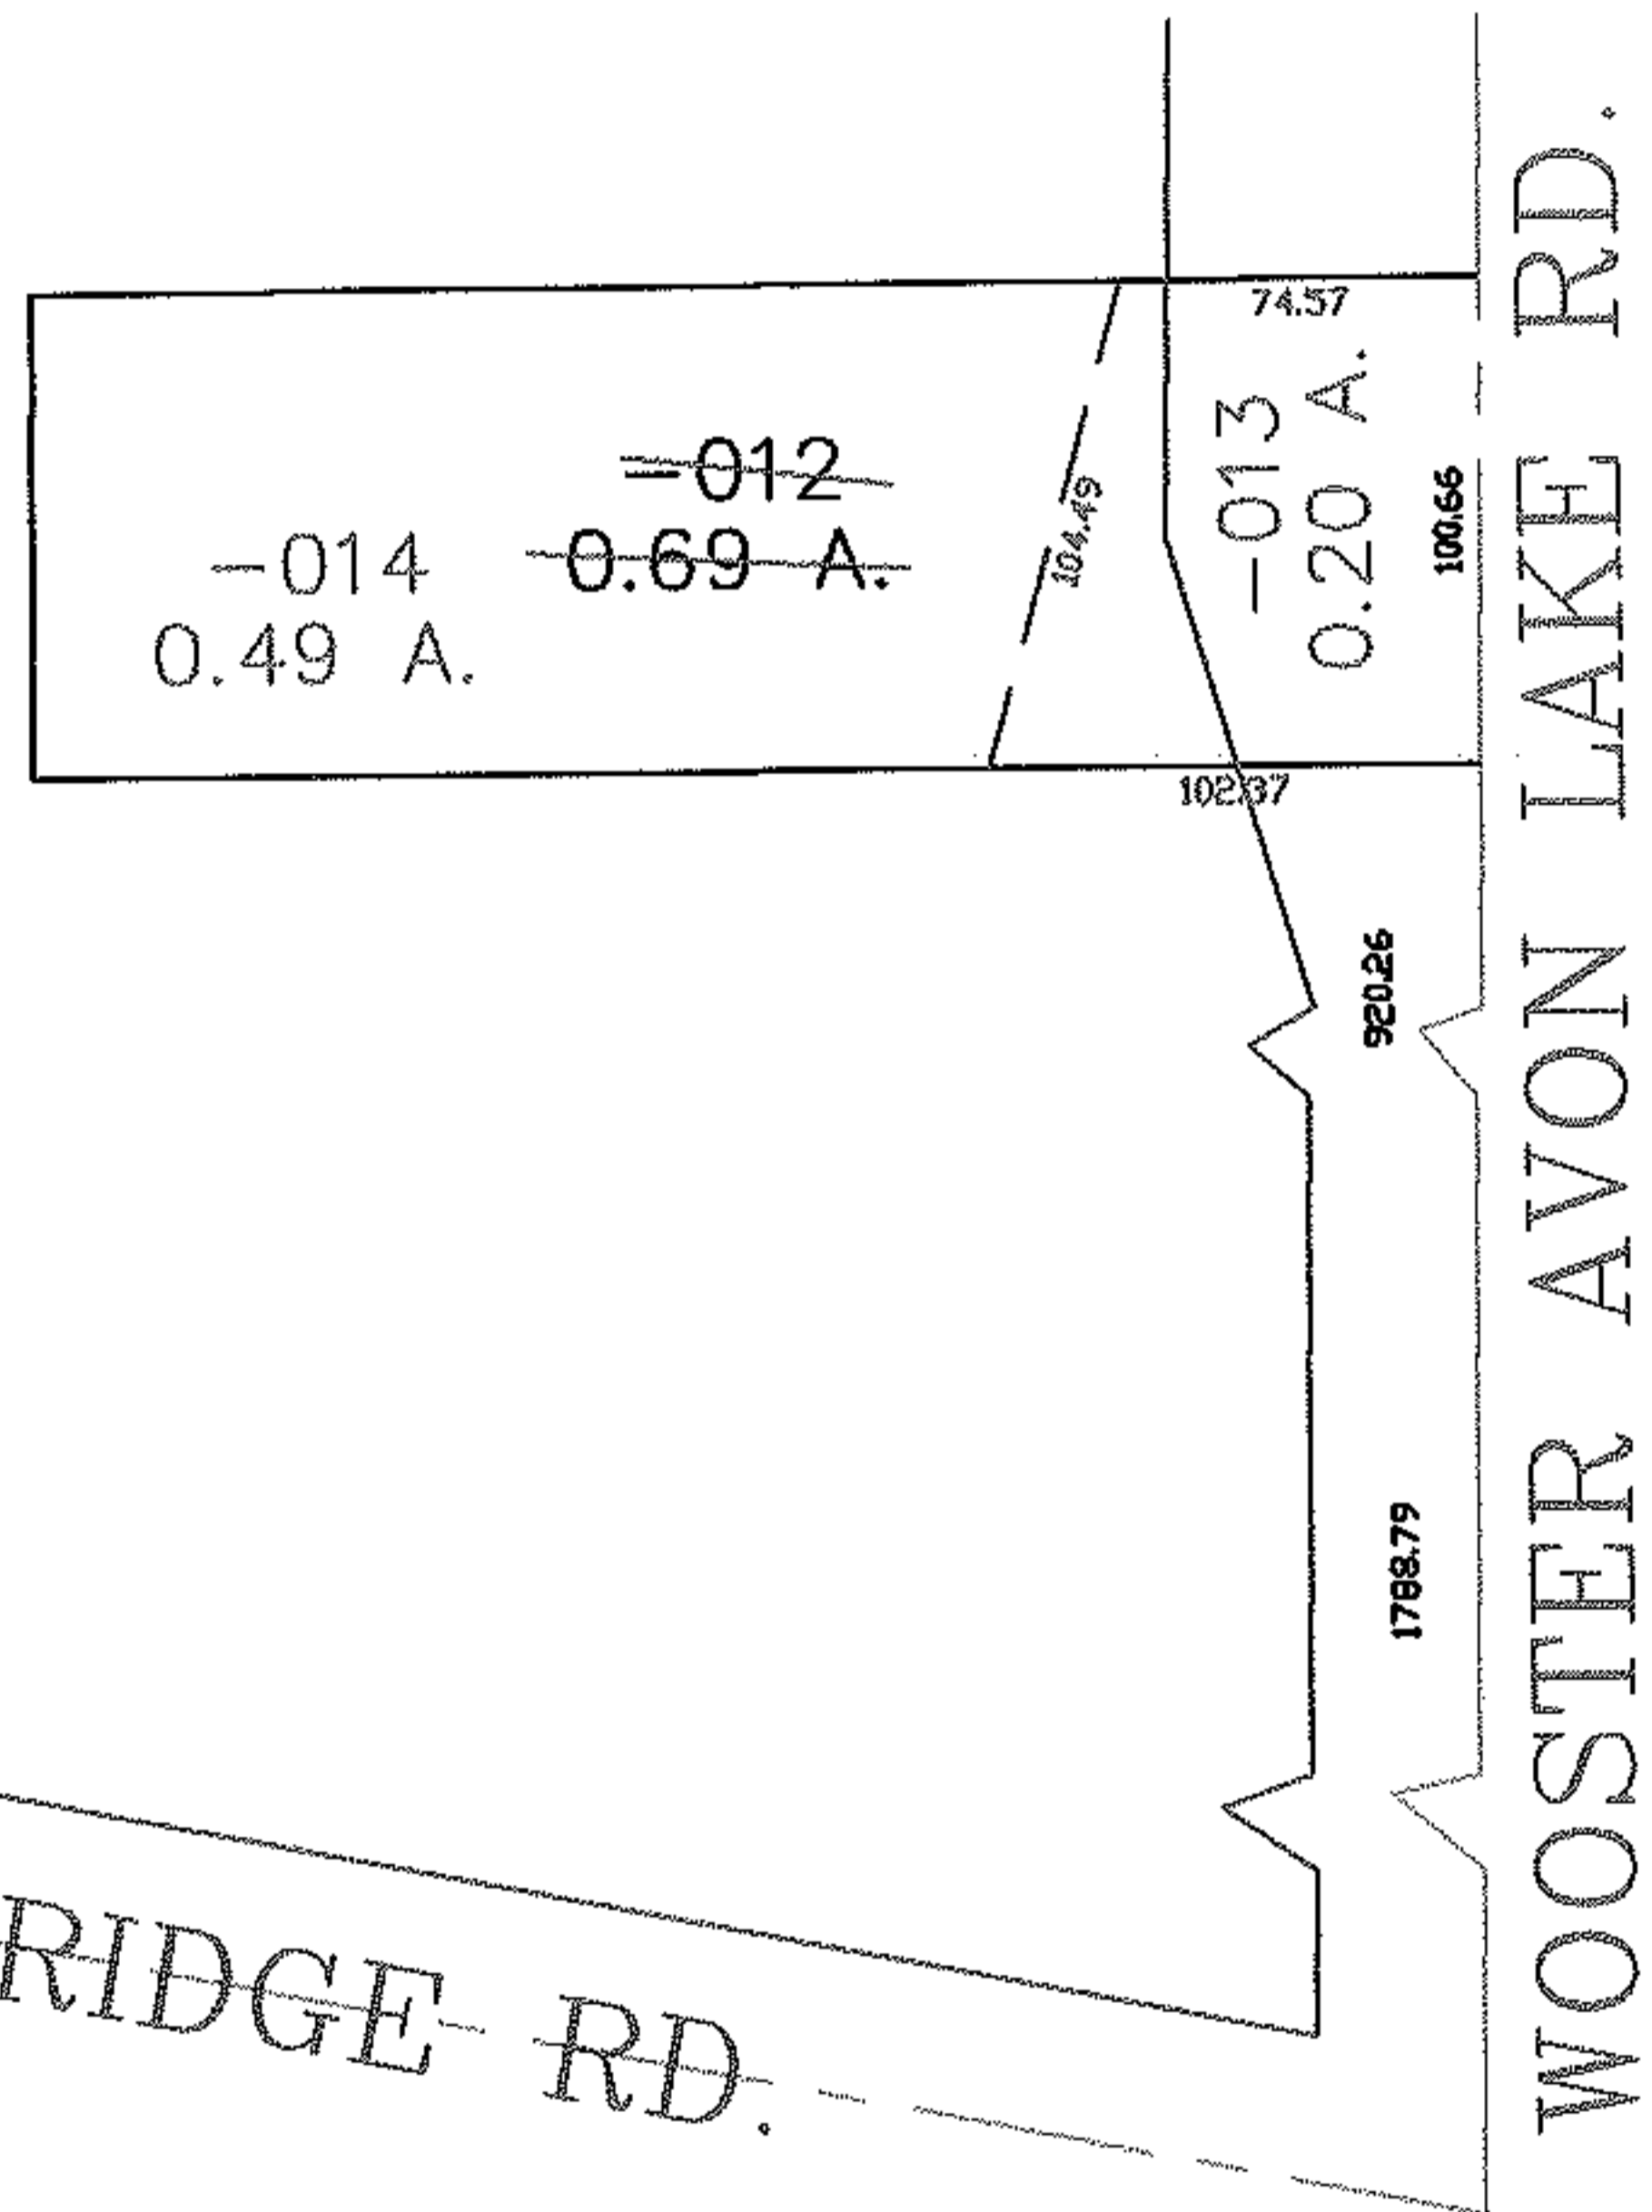 74.57
-013
0.20 A.
-012
0.69 A.
104.49
100.66
-014
0.49 A.
102.37
920.26
1788.79
WOOSTER AVON LAKE RD.
RIDGE RD.